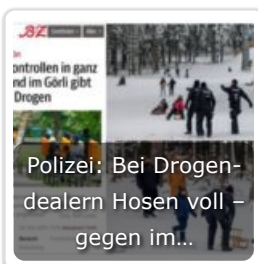 BZ
ontrollen in ganz
nd im Görli gibt
Drogen
Polizei: Bei Drogen-
dealern Hosen voll –
gegen im…